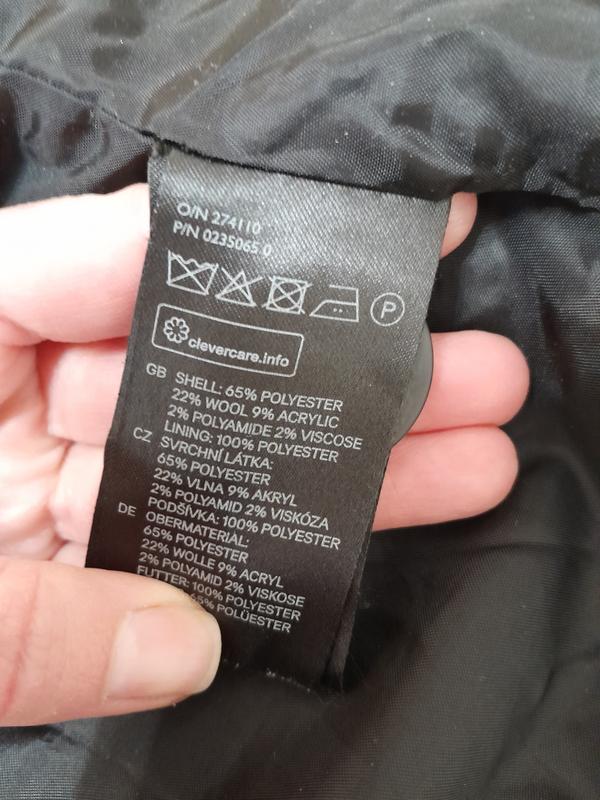 O/N 274110
P/N 0235065 0
P
clevercare.info
GB SHELL: 65% POLYESTER
22% WOOL 9% ACRYLIC
2% POLYAMIDE 2% VISCOSE
LINING: 100% POLYESTER
CZ SVRCHNÍ LÁTKA:
65% POLYESTER
22% VLNA 9% AKRYL
2% POLYAMID 2% VISKÓZA
PODŠÍVKA: 100% POLYESTER
DE OBERMATERIAL:
65% POLYESTER
22% WOLLE 9% ACRYL
2% POLYAMID 2% VISKOSE
FUTTER: 100% POLYESTER
65% POLÜESTER